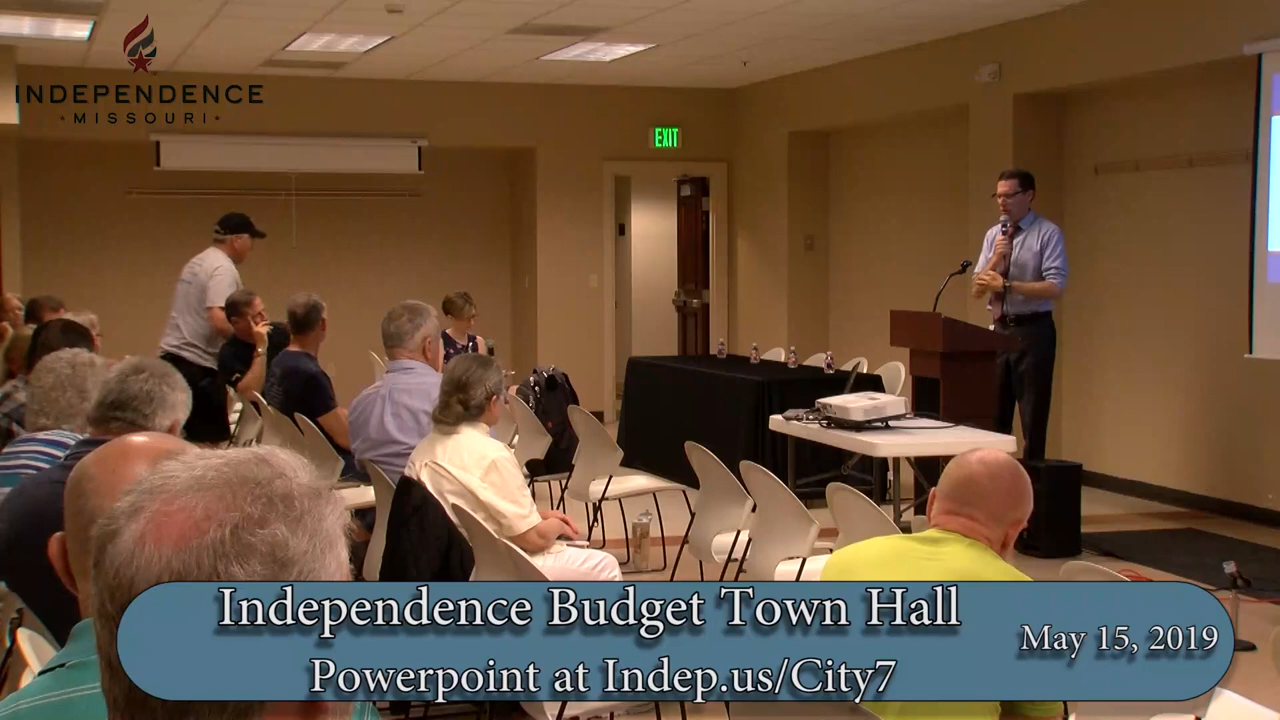 INDEPENDENCE
MISSOURI
EXIT
Independence Budget Town Hall
Powerpoint at Indep.us/City7
May 15, 2019